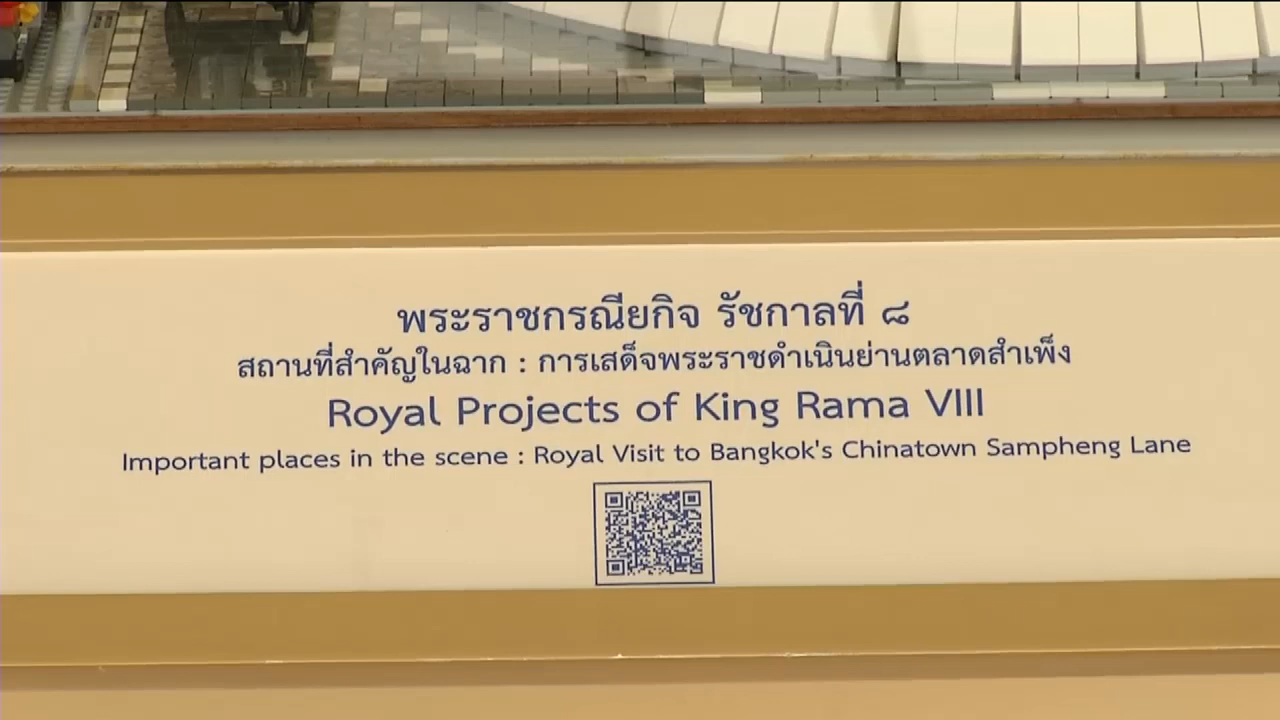 พระราชกรณียกิจ รัชกาลที่ ๘
สถานที่สำคัญในฉาก : การเสด็จพระราชดำเนินย่านตลาดสำเพ็ง
Royal Projects of King Rama VIII
Important places in the scene : Royal Visit to Bangkok's Chinatown Sampheng Lane